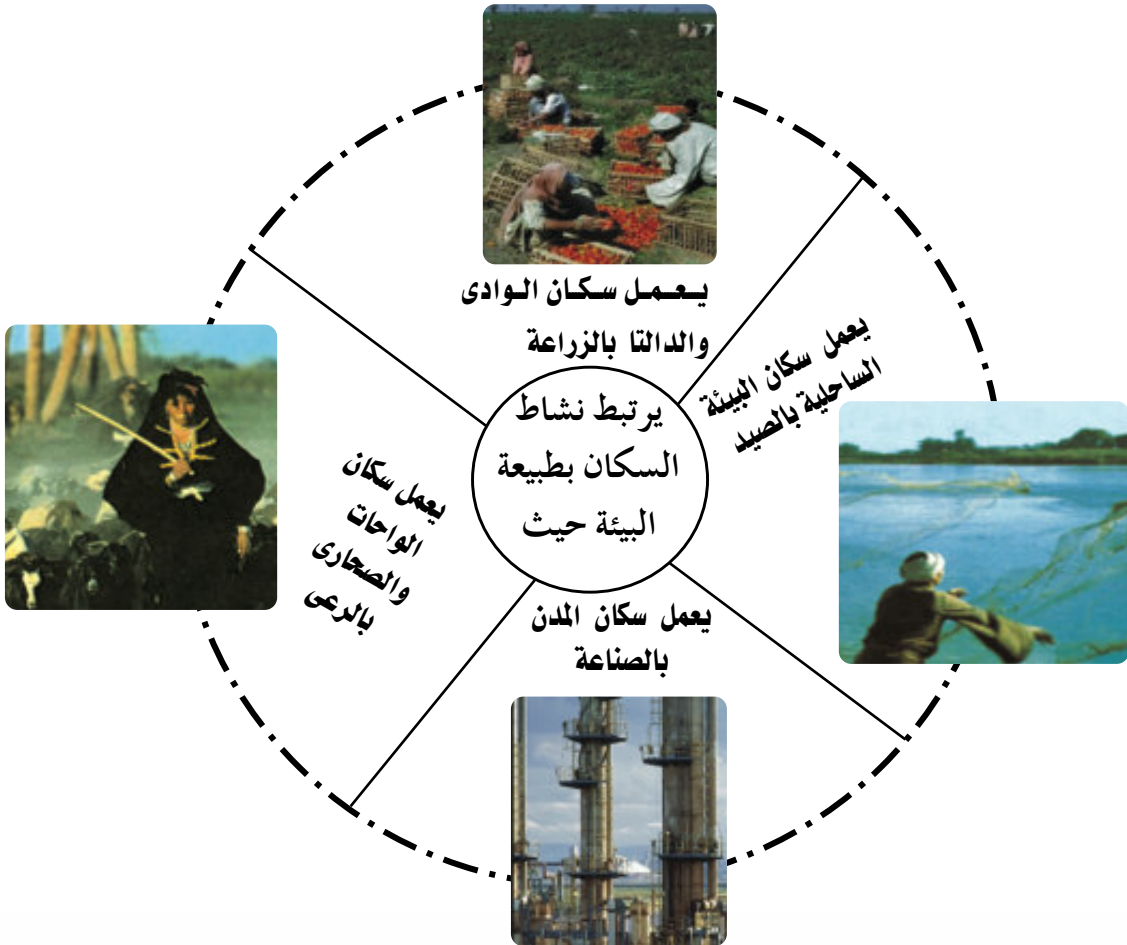 يرتبط نشاط
السكان بطبيعة
البيئة حيث
يعمل سكان الوادى
والدالتا بالزراعة
يعمل سكان البيئة
الساحلية بالصيد
يعمل سكان المدن
بالصناعة
يعمل سكان
الواحات
والصحارى
بالرعى